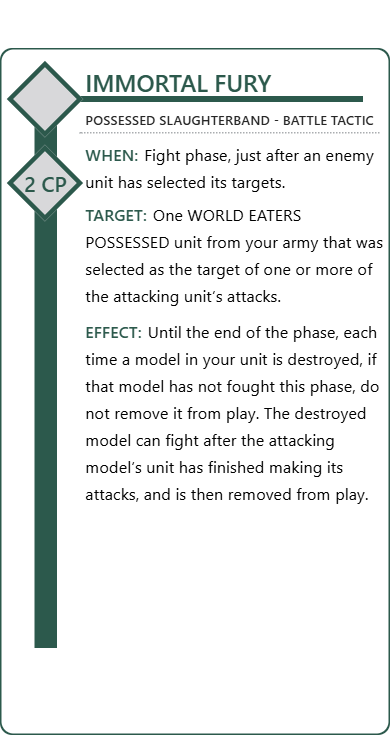 IMMORTAL FURY
POSSESSED SLAUGHTERBAND - BATTLE TACTIC
WHEN: Fight phase, just after an enemy
2 CP
unit has selected its targets.
TARGET: One WORLD EATERS
POSSESSED unit from your army that was
selected as the target of one or more of
the attacking unit’s attacks.
EFFECT: Until the end of the phase, each
time a model in your unit is destroyed, if
that model has not fought this phase, do
not remove it from play. The destroyed
model can fight after the attacking
model’s unit has finished making its
attacks, and is then removed from play.